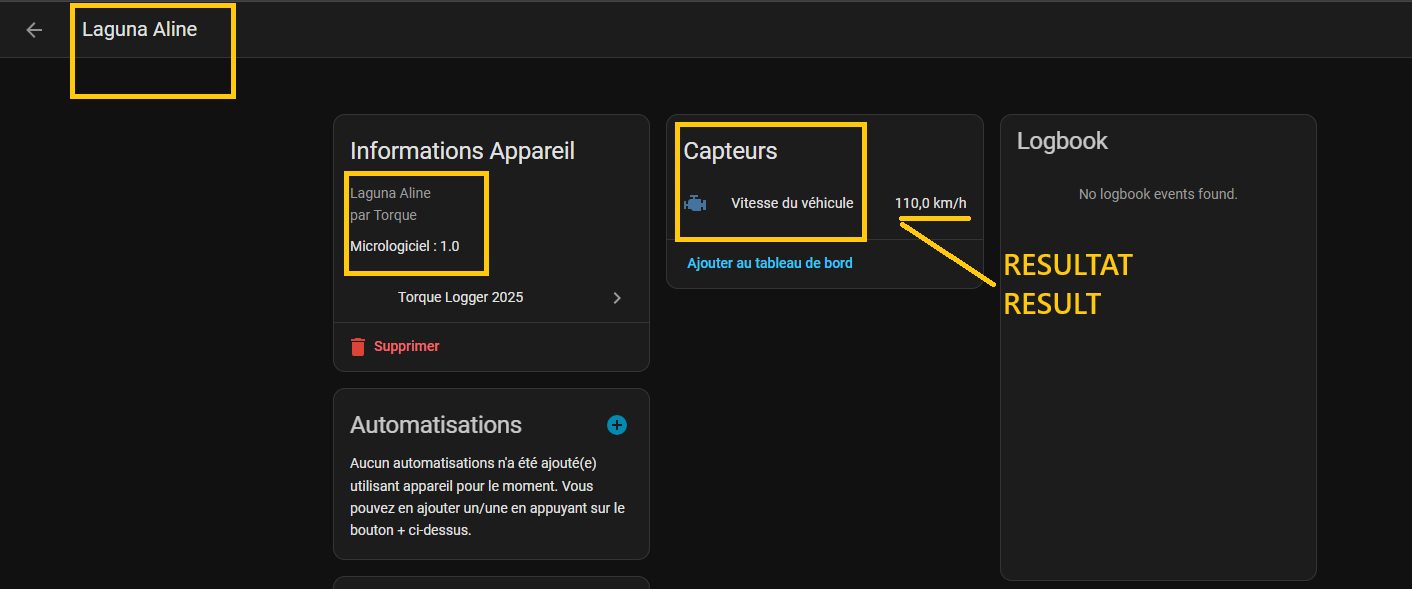 Laguna Aline
Informations Appareil
Laguna Aline
par Torque
Micrologiciel : 1.0
Torque Logger 2025
Supprimer
Automatisations
Aucun automatisations n'a été ajouté(e)
utilisant appareil pour le moment. Vous
pouvez en ajouter un/une en appuyant sur le
bouton + ci-dessus.
Capteurs
Vitesse du véhicule 110,0 km/h
Ajouter au tableau de bord
Logbook
No logbook events found.
RESULTAT
RESULT